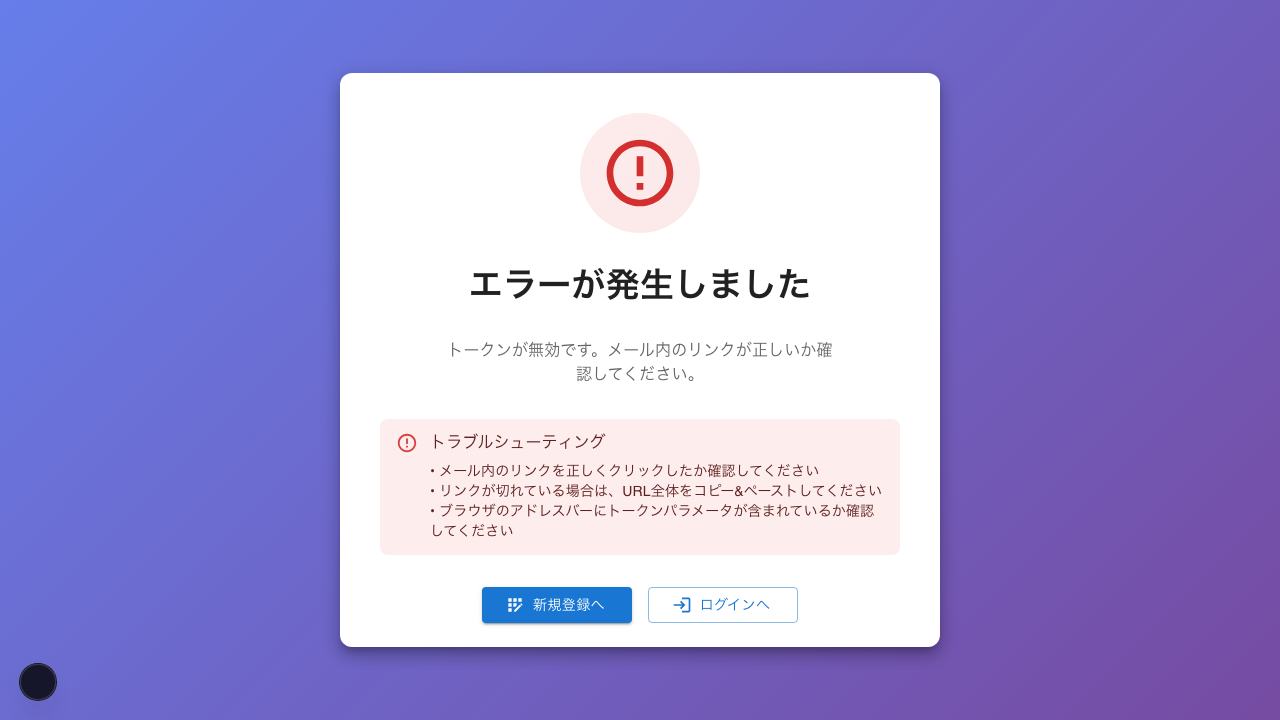 エラーが発生しました
トークンが無効です。メール内のリンクが正しいか確
認してください。
トラブルシューティング
• メール内のリンクを正しくクリックしたか確認してください
• リンクが切れている場合は、URL全体をコピー&ペーストしてください
• ブラウザのアドレスバーにトークンパラメータが含まれているか確認
してください
新規登録へ
ログインへ